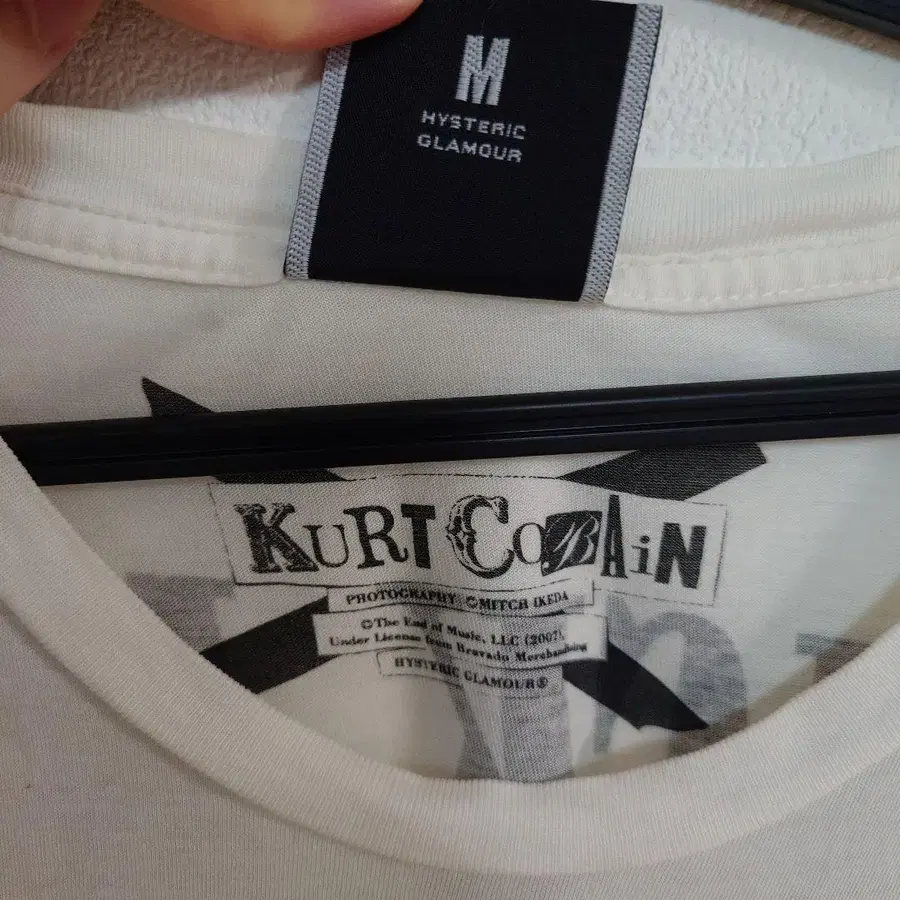 M
HYSTERIC
GLAMOUR
KURT COBAiN
PHOTOGRAPHY ©MITCH IKEDA
©The End of Music, LLC (2007),
Under License from Bravado Merchandising
HYSTERIC GLAMOUR®